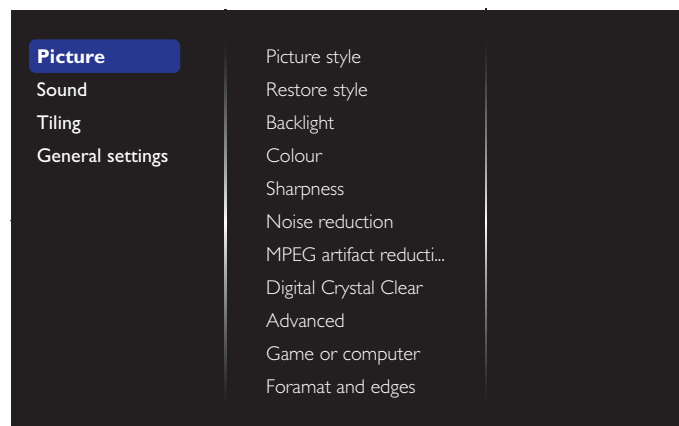 Picture
Sound
Tiling
General settings
Picture style
Restore style
Backlight
Colour
Sharpness
Noise reduction
MPEG artifact reducti...
Digital Crystal Clear
Advanced
Game or computer
Foramat and edges